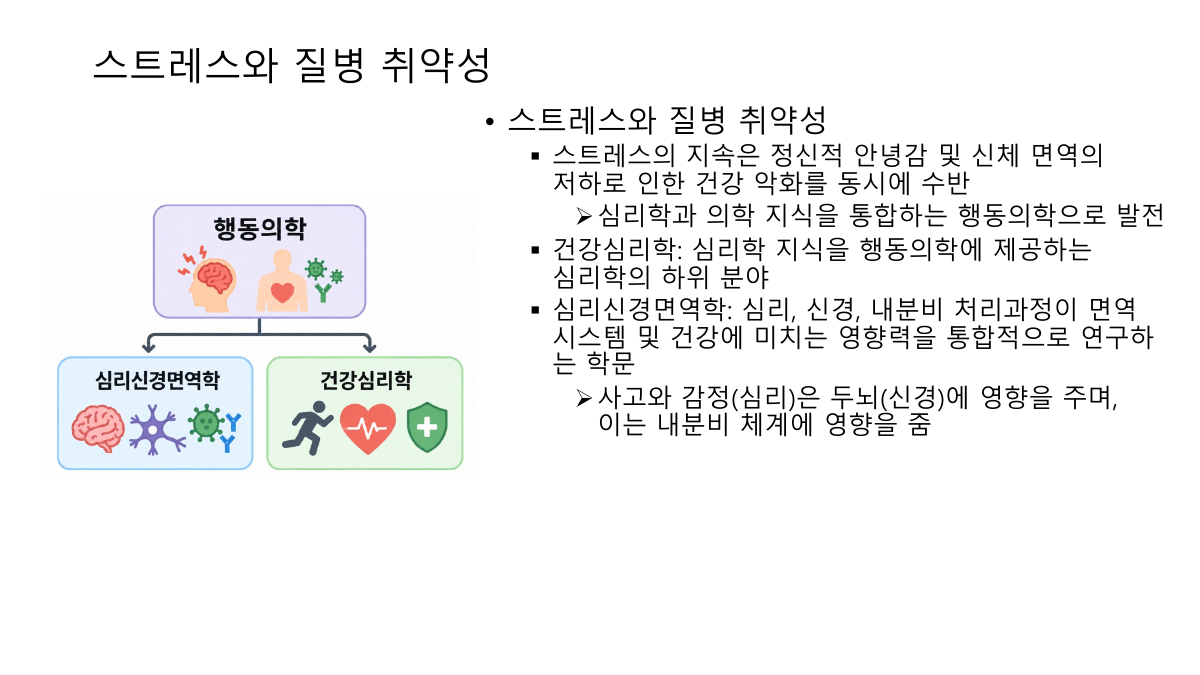 스트레스와 질병 취약성
• 스트레스와 질병 취약성
▪ 스트레스의 지속은 정신적 안녕감 및 신체 면역의
저하로 인한 건강 악화를 동시에 수반
➢심리학과 의학 지식을 통합하는 행동의학으로 발전
▪ 건강심리학: 심리학 지식을 행동의학에 제공하는
심리학의 하위 분야
▪ 심리신경면역학: 심리, 신경, 내분비 처리과정이 면역
시스템 및 건강에 미치는 영향력을 통합적으로 연구하
는 학문
➢사고와 감정(심리)은 두뇌(신경)에 영향을 주며,
이는 내분비 체계에 영향을 줌
행동의학
심리신경면역학
건강심리학